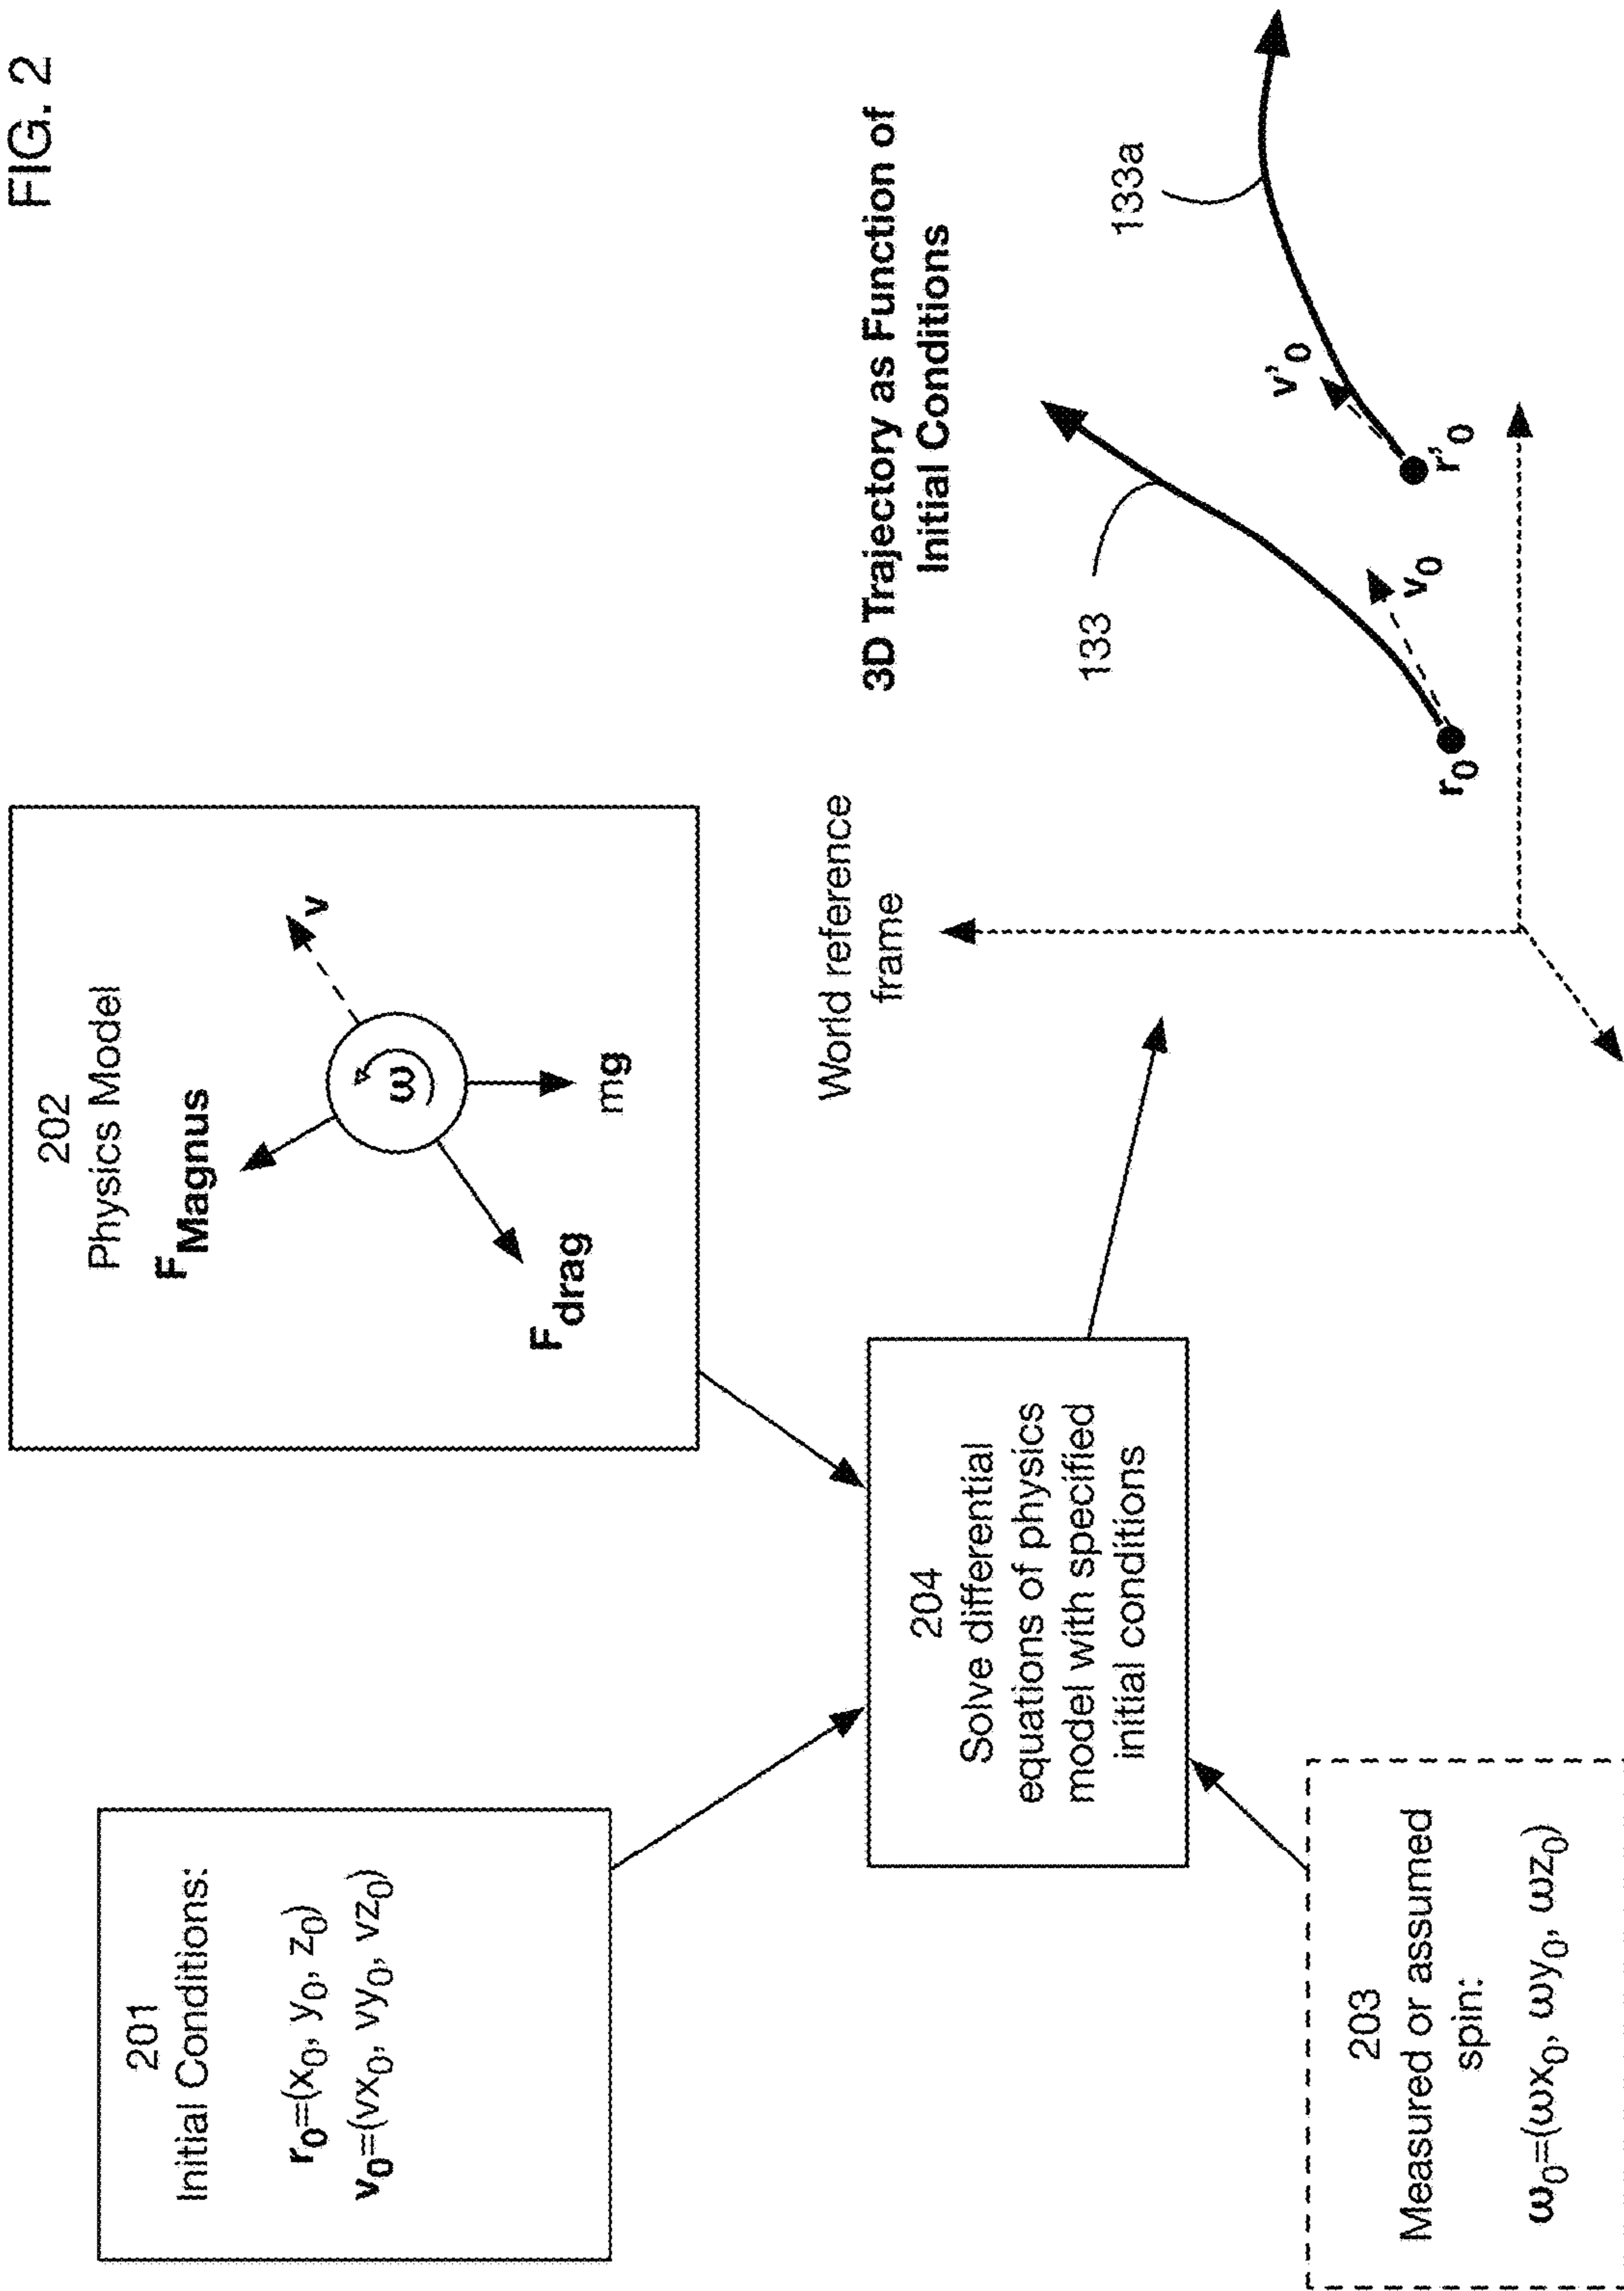 FIG. 2
201
Initial Conditions:
r0=(x0, y0, z0)
v0=(vx0, vy0, vz0)
202
Physics Model
FMagnus
v
ω
Fdrag
mg
204
Solve differential
equations of physics
model with specified
initial conditions
203
Measured or assumed
spin:
ω0=(ωx0, ωy0, ωz0)
World reference
frame
3D Trajectory as Function of
Initial Conditions
133
133a
v0
v'0
r0
r'0